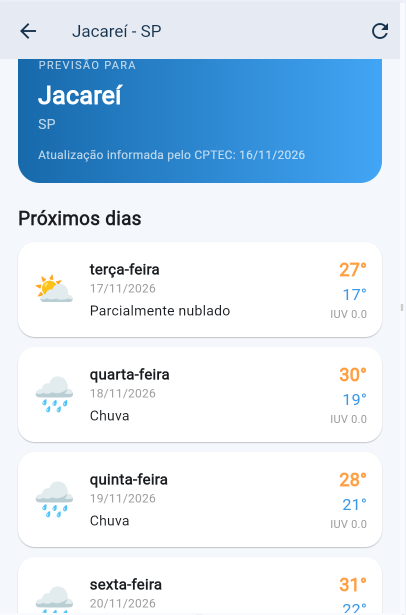 Jacareí - SP
PREVISÃO PARA
Jacareí
SP
Atualização informada pelo CPTEC: 16/11/2026
Próximos dias
terça-feira
27°
17/11/2026
17°
Parcialmente nublado
IUV 0.0
quarta-feira
30°
18/11/2026
19°
Chuva
IUV 0.0
quinta-feira
28°
19/11/2026
21°
Chuva
IUV 0.0
sexta-feira
31°
20/11/2026
22°